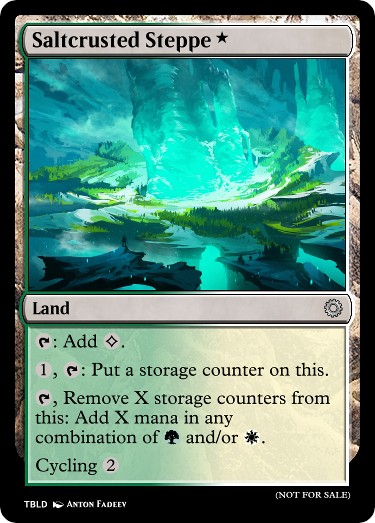 Saltcrusted Steppe★
Land
{T}: Add {C}.
{1}, {T}: Put a storage counter on this.
{T}, Remove X storage counters from
this: Add X mana in any
combination of {G} and/or {W}.
Cycling {2}
(NOT FOR SALE)
TBLD Anton Fadeev